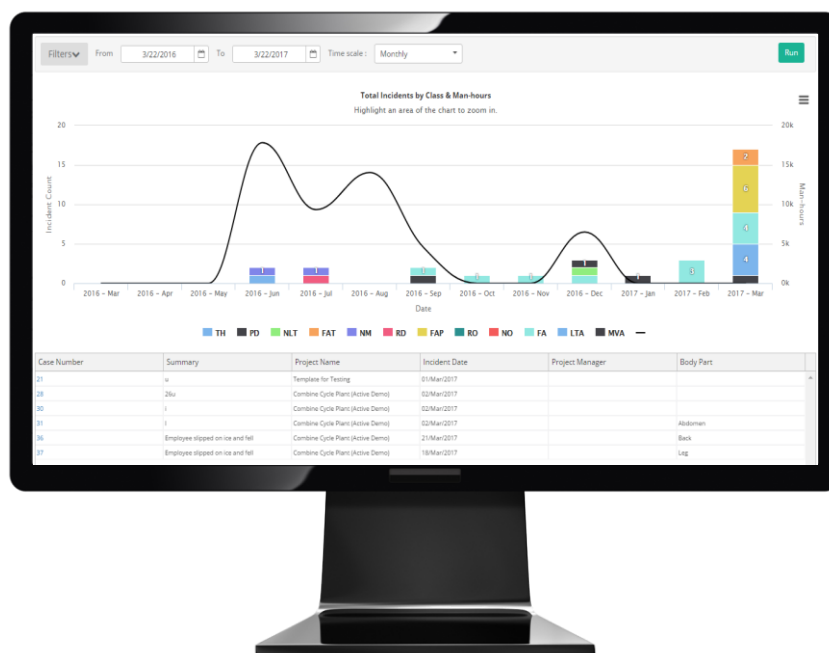 Filters From 3/22/2016 To 3/22/2017 Time scale : Monthly Run
Total Incidents by Class & Man-hours
Highlight an area of the chart to zoom in.
20 20k
15 15k
10 10k
5 5k
0 0k
Incident Count
Man-hours
2
6
4
4
1 1 1 1 1 1 1 3
2016 – Mar 2016 – Apr 2016 – May 2016 – Jun 2016 – Jul 2016 – Aug 2016 – Sep 2016 – Oct 2016 – Nov 2016 – Dec 2017 – Jan 2017 – Feb 2017 – Mar
Date
TH PD NLT FAT NM RD FAP RO NO FA LTA MVA
Case Number Summary Project Name Incident Date Project Manager Body Part
21 u Template for Testing 01/Mar/2017
28 26u Combine Cycle Plant (Active Demo) 02/Mar/2017
30 i Combine Cycle Plant (Active Demo) 02/Mar/2017
31 Combine Cycle Plant (Active Demo) 02/Mar/2017 Abdomen
36 Employee slipped on ice and fell Combine Cycle Plant (Active Demo) 21/Mar/2017 Back
37 Employee slipped on ice and fell Combine Cycle Plant (Active Demo) 18/Mar/2017 Leg